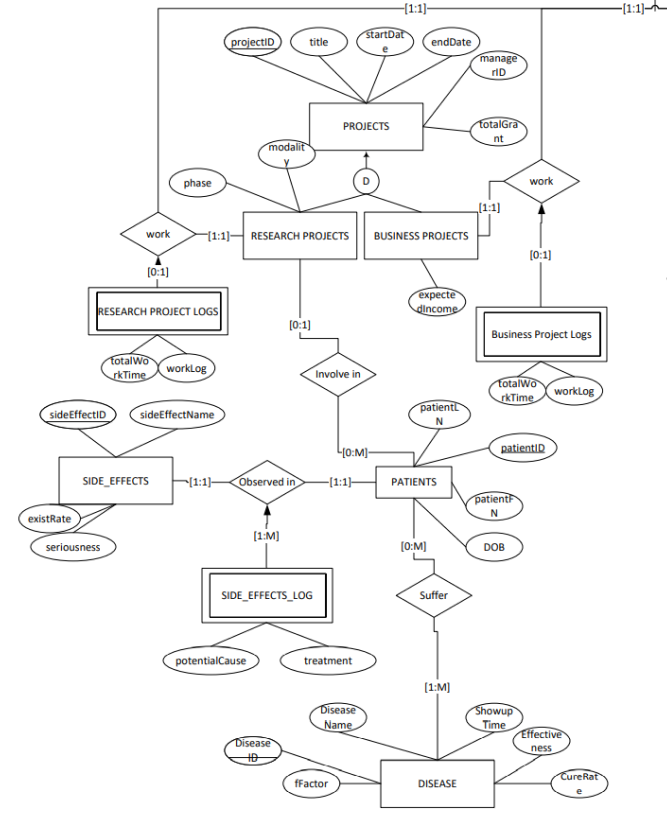 [1:1]
[1:1]
projectID
title
startDat
e
endDate
manage
rID
PROJECTS
totalGra
nt
modalit
y
phase
D
work
[1:1]
work
[1:1]
RESEARCH PROJECTS
BUSINESS PROJECTS
[0:1]
[0:1]
RESEARCH PROJECT LOGS
expecte
dIncome
[0:1]
Business Project Logs
totalWo
rkTime
workLog
Involve in
totalWo
rkTime
workLog
sideEffectID
sideEffectName
patientL
N
patientID
[0:M]
SIDE_EFFECTS
[1:1]
Observed in
[1:1]
PATIENTS
existRate
patientF
N
seriousness
[1:M]
[0:M]
DOB
SIDE_EFFECTS_LOG
Suffer
potentialCause
treatment
[1:M]
Disease
Name
Showup
Time
Disease
ID
Effective
ness
fFactor
DISEASE
CureRat
e